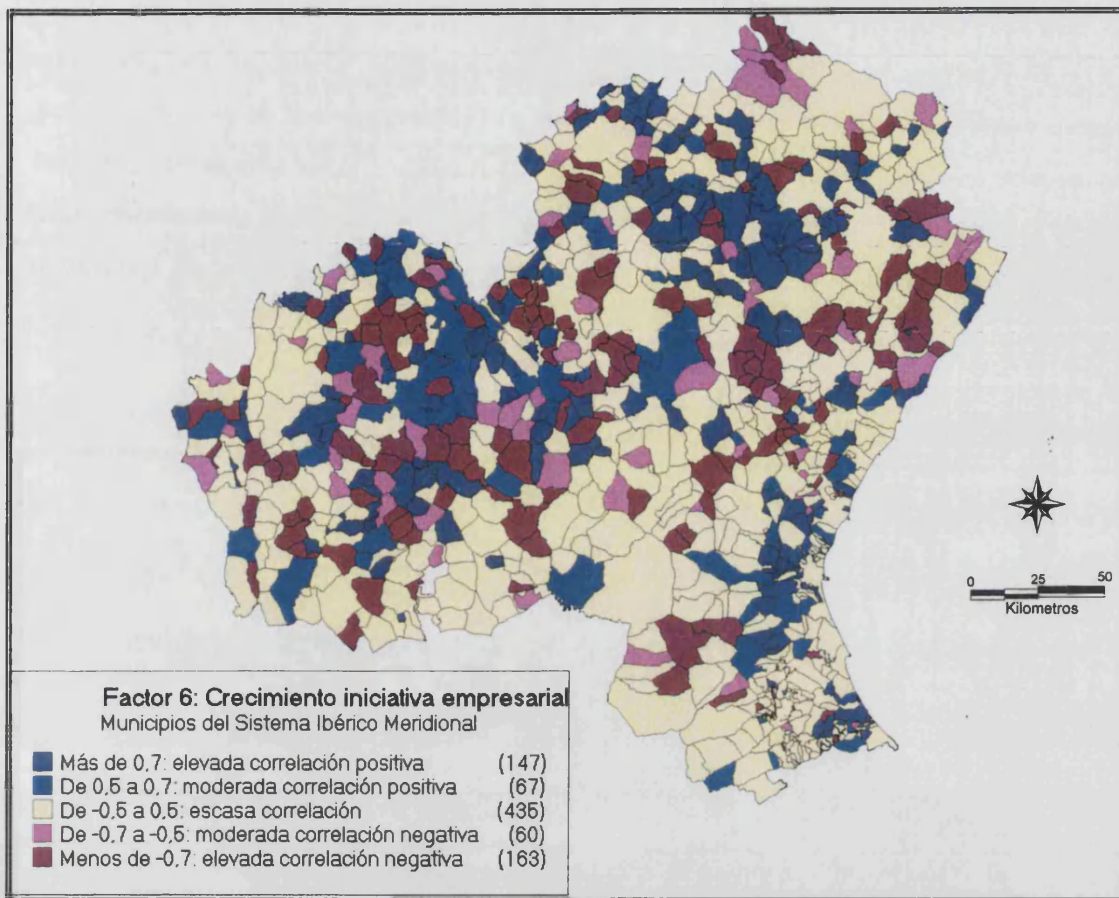 0 25 50
Kilometros
Factor 6: Crecimiento iniciativa empresarial
Municipios del Sistema Ibérico Meridional
Más de 0,7: elevada correlación positiva (147)
De 0,5 a 0,7: moderada correlación positiva (67)
De -0,5 a 0,5: escasa correlación (435)
De -0,7 a -0,5: moderada correlación negativa (60)
Menos de -0,7: elevada correlación negativa (163)